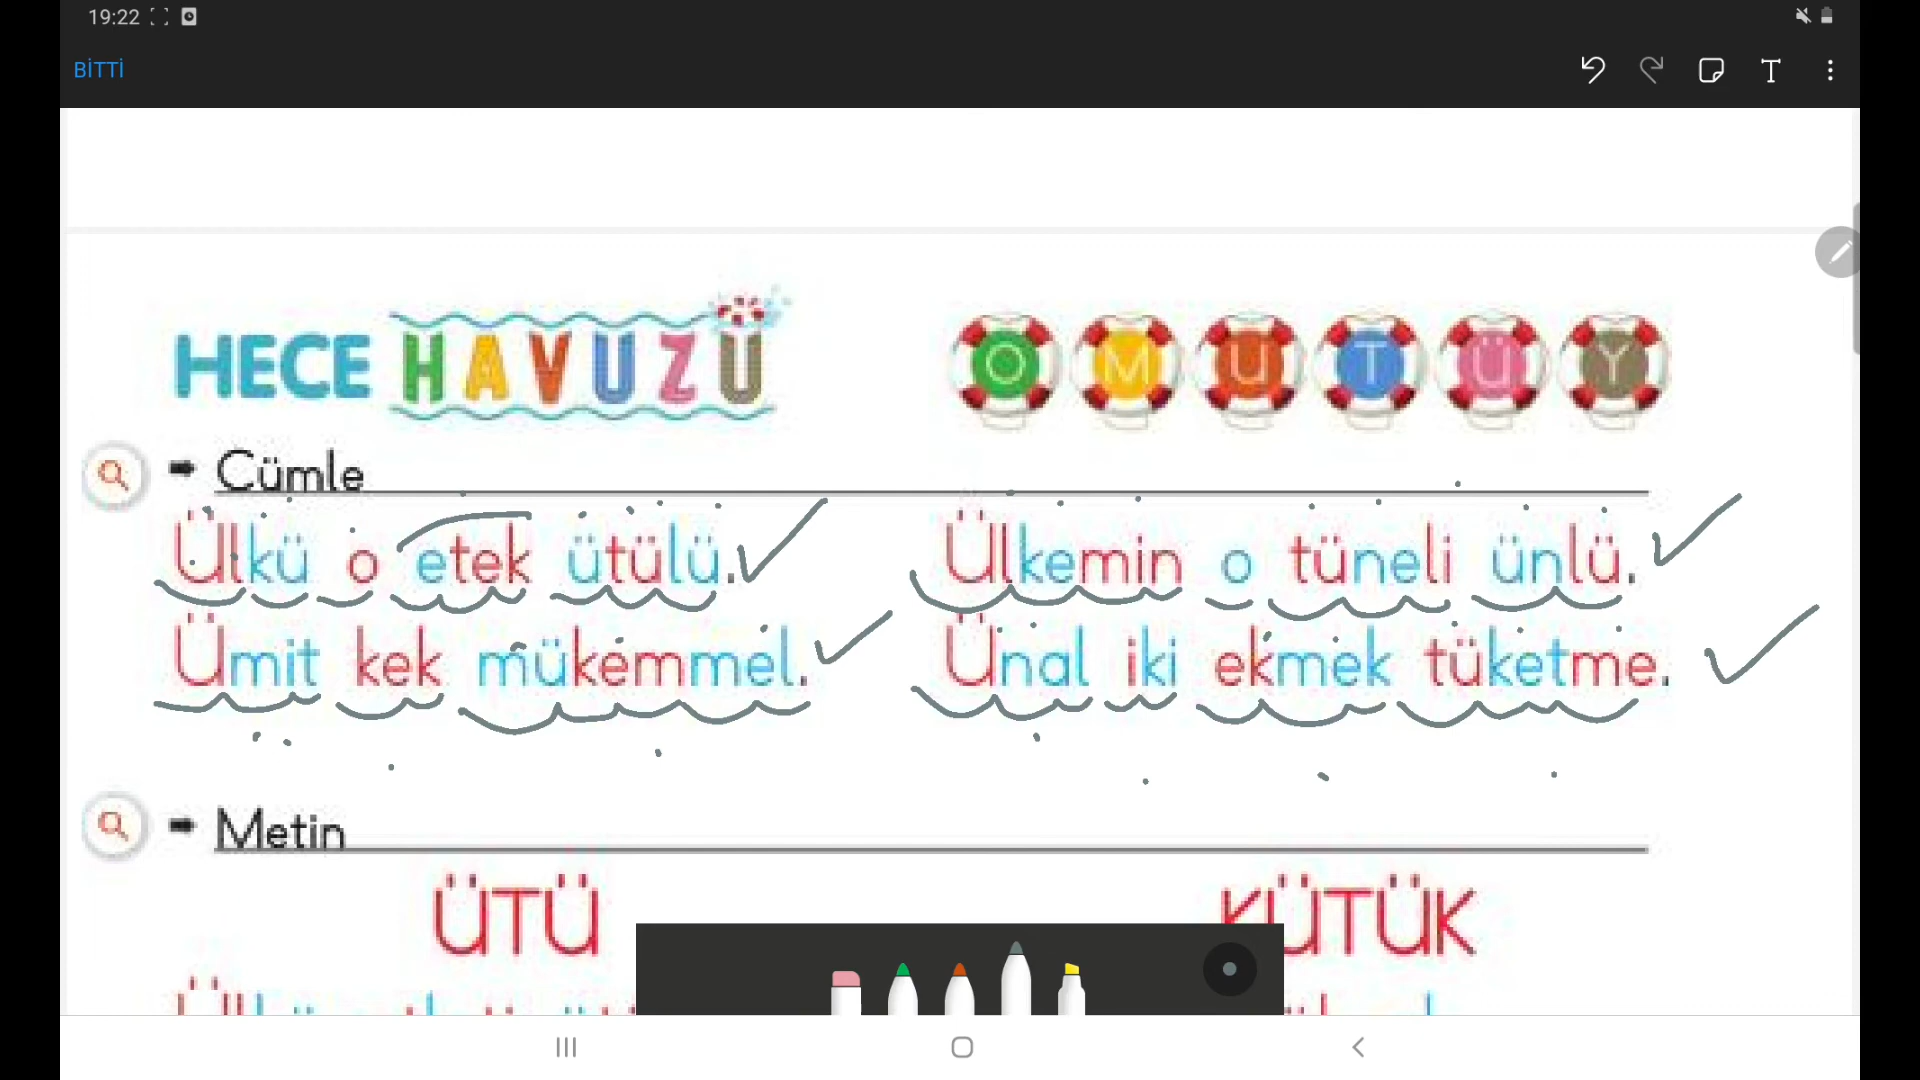 19:22
BİTTİ
HECE HAVUZU
O M U T Ü Y
Cümle
Ülkü o etek ütülü.
Ülkemin o tüneli ünlü.
Ümit kek mükemmel.
Ünal iki ekmek tüketme.
Metin
ÜTÜ
KÜTÜK